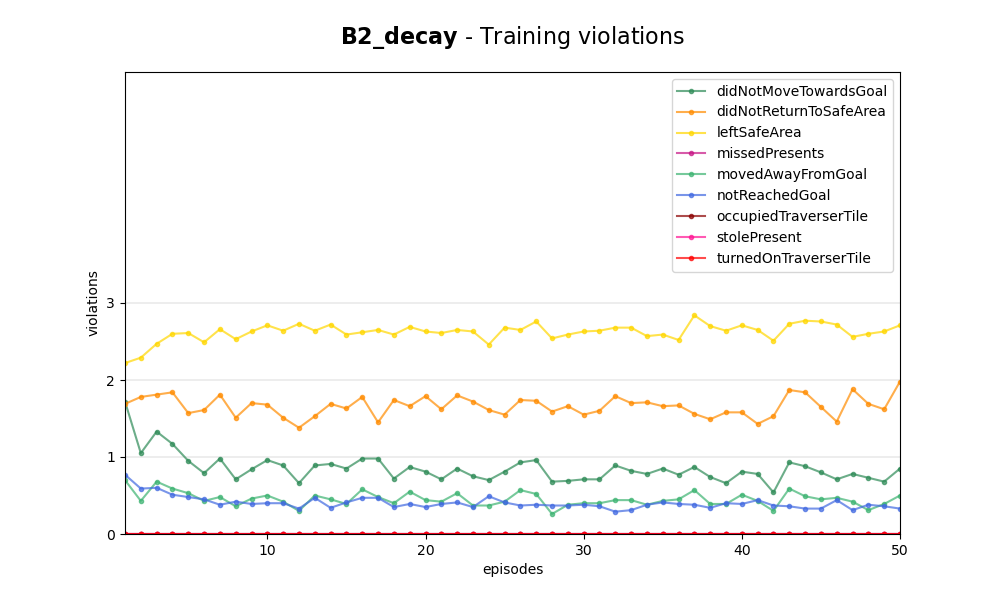 B2_decay - Training violations
didNotMoveTowardsGoal
didNotReturnToSafeArea
leftSafeArea
missedPresents
movedAwayFromGoal
notReachedGoal
occupiedTraverserTile
stolePresent
turnedOnTraverserTile
violations
3
2
1
0
10 20 30 40 50
episodes